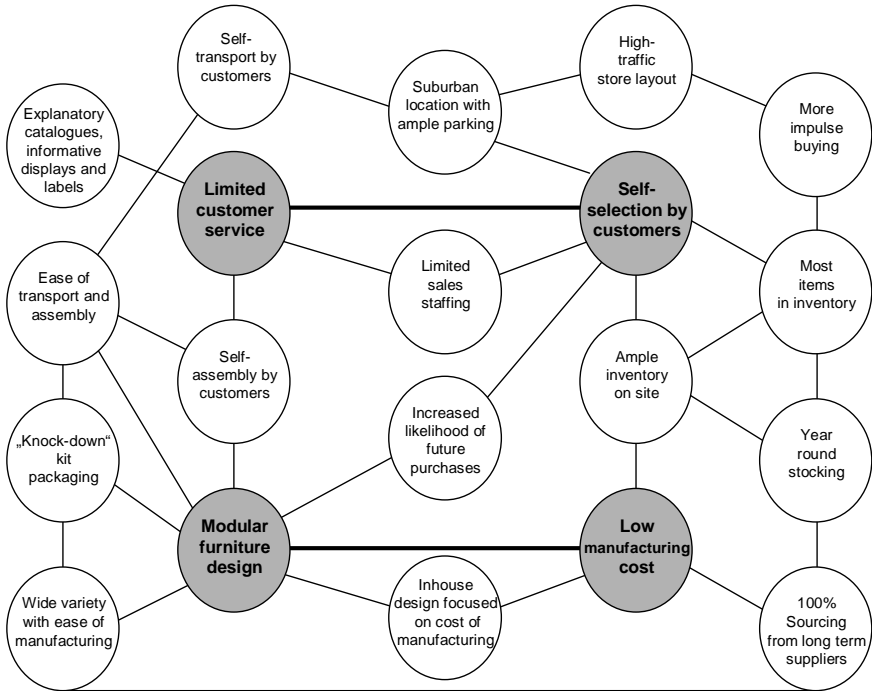 Self-
transport by
customers
High-
traffic
store layout
Suburban
location with
ample parking
Explanatory
catalogues,
informative
displays and
labels
More
impulse
buying
Limited
customer
service
Self-
selection by
customers
Ease of
transport and
assembly
Limited
sales
staffing
Most
items
in inventory
Self-
assembly by
customers
Ample
inventory
on site
Increased
likelihood of
future
purchases
„Knock-down“
kit
packaging
Year
round
stocking
Modular
furniture
design
Low
manufacturing
cost
Wide variety
with ease of
manufacturing
Inhouse
design focused
on cost of
manufacturing
100%
Sourcing
from long term
suppliers